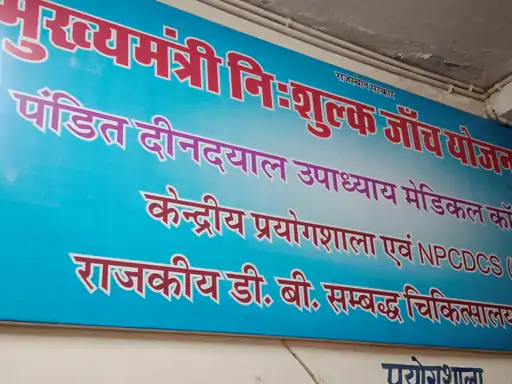 राजस्थान सरकार
मुख्यमंत्री निःशुल्क जाँच योजन
पंडित दीनदयाल उपाध्याय मेडिकल कॉ
केन्द्रीय प्रयोगशाला एवं NPCDCS (
राजकीय डी. बी. सम्बद्ध चिकित्सालय
प्रयोगशाला